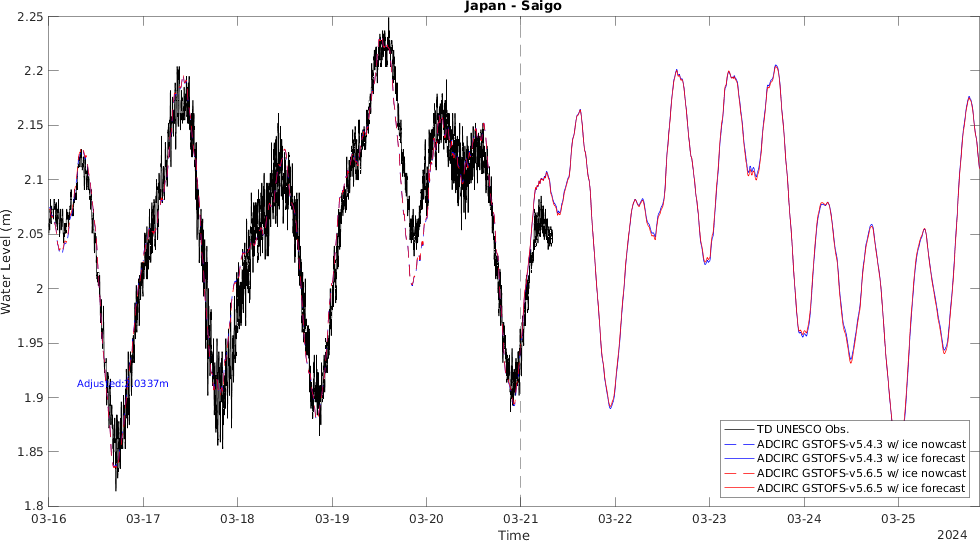 Japan - Saigo
2.25
2.2
2.15
2.1
2.05
2
1.95
1.9
1.85
1.8
Water Level (m)
03-16
03-17
03-18
03-19
03-20
03-21
03-22
03-23
03-24
03-25
Time
2024
TD UNESCO Obs.
ADCIRC GSTOFS-v5.4.3 w/ ice nowcast
ADCIRC GSTOFS-v5.4.3 w/ ice forecast
ADCIRC GSTOFS-v5.6.5 w/ ice nowcast
ADCIRC GSTOFS-v5.6.5 w/ ice forecast